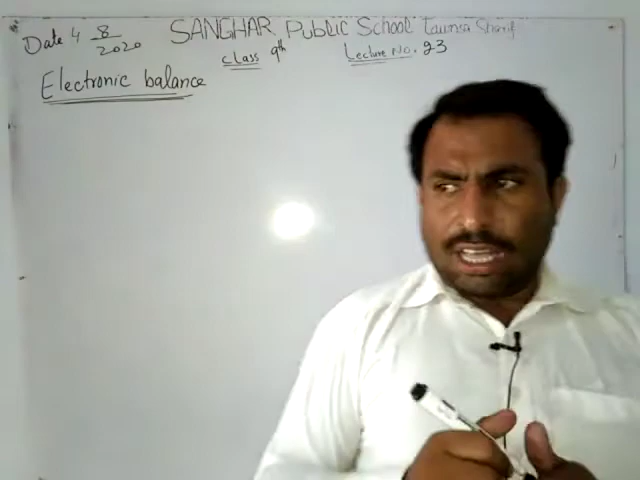 Date 4 8/2020 SANGHAR Public School Taunsa Sharif
Class 9th Lecture No. 23
Electronic balance